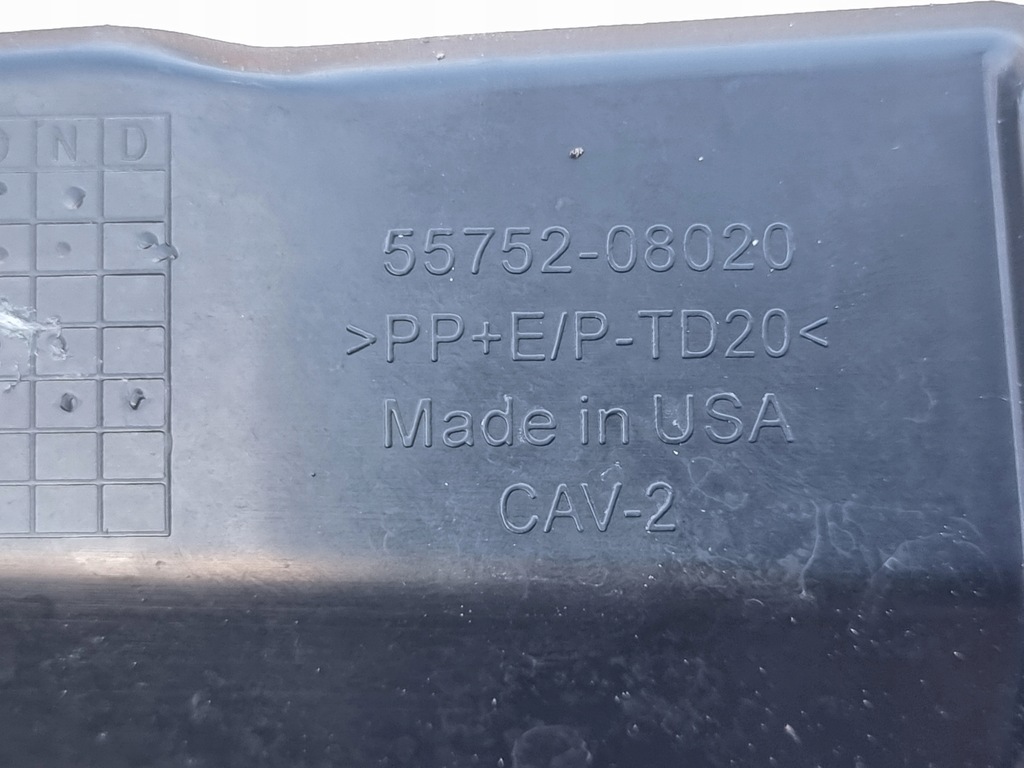 O N D
55752-08020
>PP+E/P-TD20<
Made in USA
CAV-2